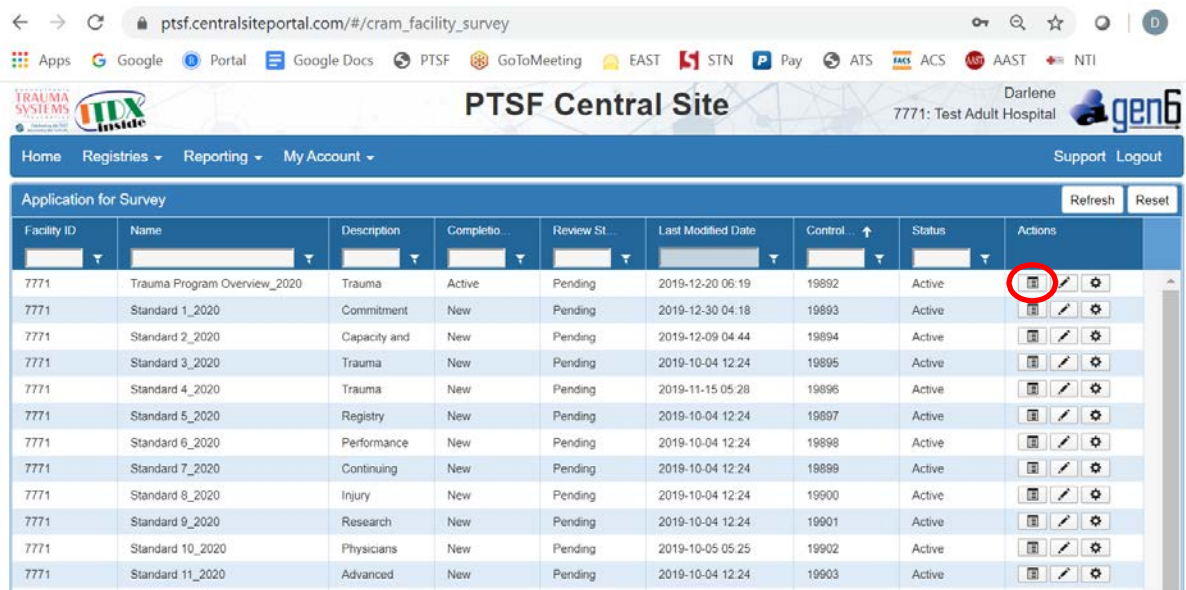 ptsf.centralsiteportal.com/#/cram_facility_survey D
Apps G Google Portal Google Docs PTSF GoToMeeting EAST STN P Pay ATS FACS ACS AAST NTI
TRAUMA
SYSTEMS ITDX
Inside
PTSF Central Site
Darlene
7771: Test Adult Hospital
gen6
Home Registries Reporting My Account Support Logout
Application for Survey Refresh Reset
Facility ID Name Description Completio... Review St... Last Modified Date Control... Status Actions
7771 Trauma Program Overview_2020 Trauma Active Pending 2019-12-20 06:19 19892 Active
7771 Standard 1_2020 Commitment New Pending 2019-12-30 04:18 19893 Active
7771 Standard 2_2020 Capacity and New Pending 2019-12-09 04:44 19894 Active
7771 Standard 3_2020 Trauma New Pending 2019-10-04 12:24 19895 Active
7771 Standard 4_2020 Trauma New Pending 2019-11-15 05:28 19896 Active
7771 Standard 5_2020 Registry New Pending 2019-10-04 12:24 19897 Active
7771 Standard 6_2020 Performance New Pending 2019-10-04 12:24 19898 Active
7771 Standard 7_2020 Continuing New Pending 2019-10-04 12:24 19899 Active
7771 Standard 8_2020 Injury New Pending 2019-10-04 12:24 19900 Active
7771 Standard 9_2020 Research New Pending 2019-10-04 12:24 19901 Active
7771 Standard 10_2020 Physicians New Pending 2019-10-05 05:25 19902 Active
7771 Standard 11_2020 Advanced New Pending 2019-10-04 12:24 19903 Active